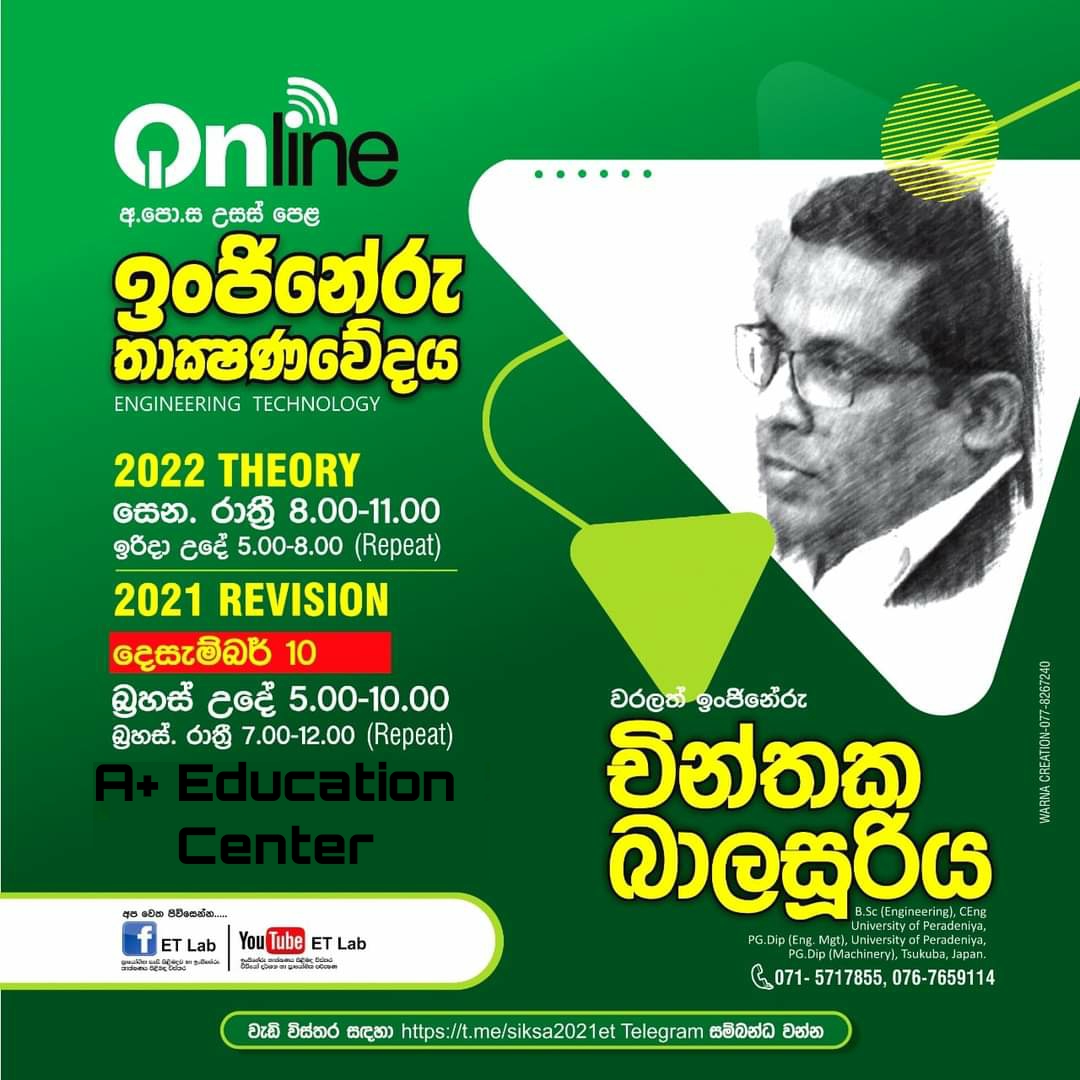 Online
අ.පො.ස උසස් පෙළ
ඉංජිනේරු
තාක්ෂණවේදය
ENGINEERING TECHNOLOGY
2022 THEORY
සෙන. රාත්‍රී 8.00-11.00
ඉරිදා උදේ 5.00-8.00 (Repeat)
2021 REVISION
දෙසැම්බර් 10
බ්‍රහස් උදේ 5.00-10.00
බ්‍රහස්. රාත්‍රී 7.00-12.00 (Repeat)
A+ Education
Center
වරලත් ඉංජිනේරු
චින්තක
බාලසූරිය
B.Sc (Engineering), CEng
University of Peradeniya,
PG.Dip (Eng. Mgt), University of Peradeniya,
PG.Dip (Machinery), Tsukuba, Japan.
071- 5717855, 076-7659114
WARNA CREATION-077-8267240
අප වෙත පිවිසෙන්න.....
f ET Lab
YouTube ET Lab
වැඩි විස්තර සඳහා https://t.me/siksa2021et Telegram සම්බන්ධ වන්න